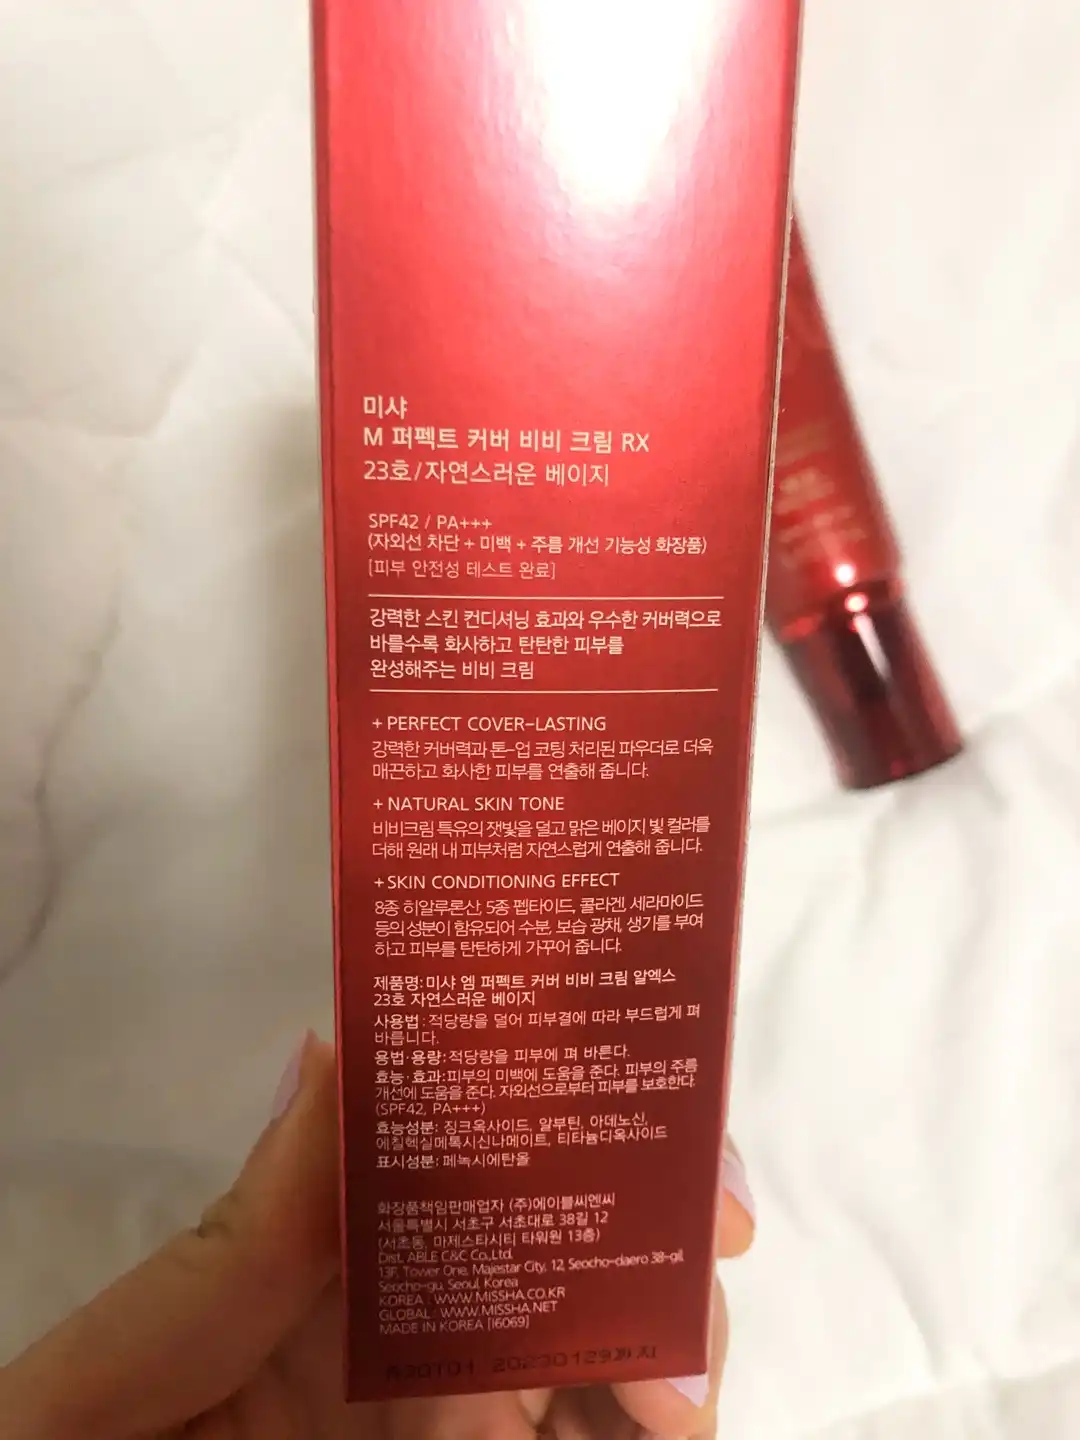 미샤
M 퍼펙트 커버 비비 크림 RX
23호/자연스러운 베이지
SPF42 / PA+++
(자외선 차단 + 미백 + 주름 개선 기능성 화장품)
[피부 안전성 테스트 완료]
강력한 스킨 컨디셔닝 효과와 우수한 커버력으로
바를수록 화사하고 탄탄한 피부를
완성해주는 비비 크림
+ PERFECT COVER-LASTING
강력한 커버력과 톤-업 코팅 처리된 파우더로 더욱
매끈하고 화사한 피부를 연출해 줍니다.
+ NATURAL SKIN TONE
비비크림 특유의 잿빛을 덜고 맑은 베이지 빛 컬러를
더해 원래 내 피부처럼 자연스럽게 연출해 줍니다.
+ SKIN CONDITIONING EFFECT
8종 히알루론산, 5종 펩타이드, 콜라겐, 세라마이드
등의 성분이 함유되어 수분, 보습 광채, 생기를 부여
하고 피부를 탄탄하게 가꾸어 줍니다.
제품명: 미샤 엠 퍼펙트 커버 비비 크림 알엑스
23호 자연스러운 베이지
사용법 : 적당량을 덜어 피부결에 따라 부드럽게 펴
바릅니다.
용법·용량: 적당량을 피부에 펴 바른다.
효능·효과: 피부의 미백에 도움을 준다. 피부의 주름
개선에 도움을 준다. 자외선으로부터 피부를 보호한다.
(SPF42, PA+++)
효능성분: 징크옥사이드, 알부틴, 아데노신,
에칠헥실메톡시신나메이트, 티타늄디옥사이드
표시성분: 페녹시에탄올
화장품책임판매업자 (주)에이블씨엔씨
서울특별시 서초구 서초대로 38길 12
(서초동, 마제스타시티 타워원 13층)
Dist. ABLE C&C Co., Ltd.
13F, Tower One, Majestar City, 12, Seocho-daero 38-gil,
Seocho-gu, Seoul, Korea
KOREA : WWW.MISSHA.CO.KR
GLOBAL : WWW.MISSHA.NET
MADE IN KOREA [I6069]
20230129까지